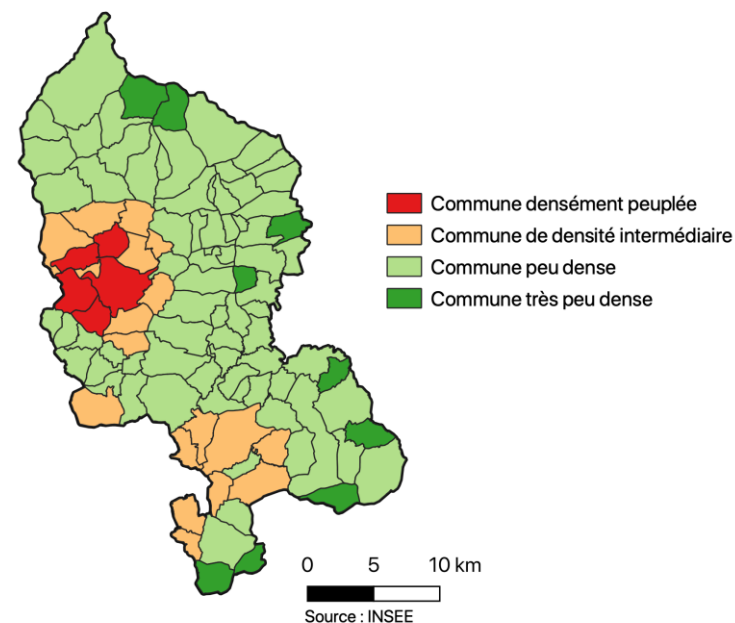 Commune densément peuplée
Commune de densité intermédiaire
Commune peu dense
Commune très peu dense
0 5 10 km
Source : INSEE